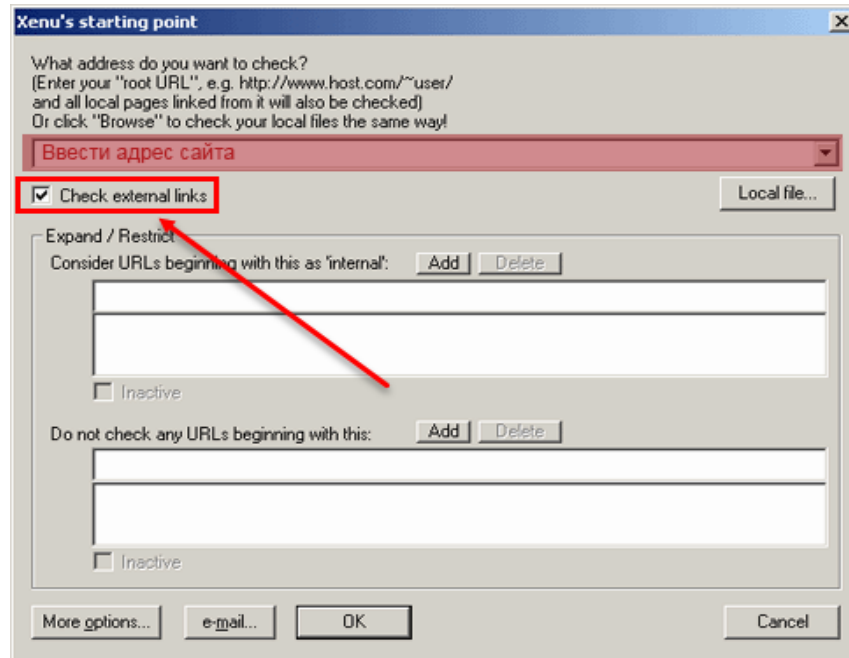 Xenu's starting point
What address do you want to check?
(Enter your "root URL", e.g. http://www.host.com/~user/
and all local pages linked from it will also be checked)
Or click "Browse" to check your local files the same way!
Ввести адрес сайта
Check external links
Local file...
Expand / Restrict
Consider URLs beginning with this as 'internal': Add Delete
Inactive
Do not check any URLs beginning with this: Add Delete
Inactive
More options... e-mail... OK Cancel